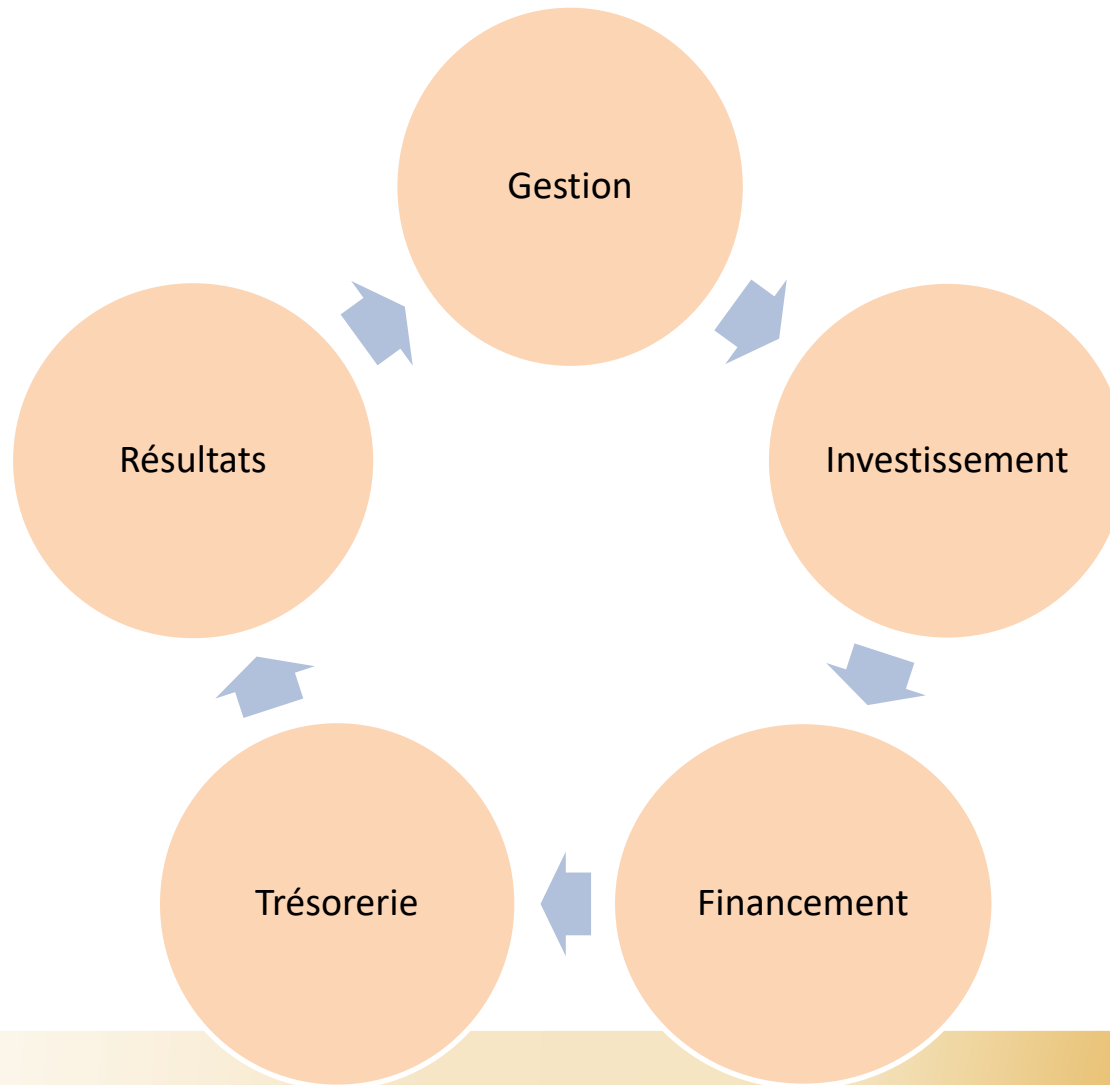 Gestion
Investissement
Financement
Trésorerie
Résultats